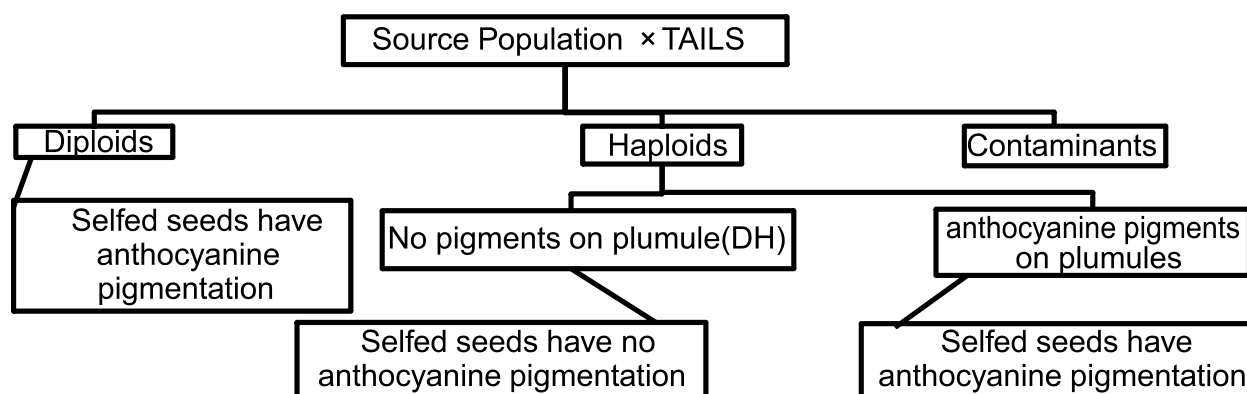 Source Population × TAILS
Diploids
Haploids
Contaminants
Selfed seeds have
anthocyanine
pigmentation
No pigments on plumule(DH)
anthocyanine pigments
on plumules
Selfed seeds have no
anthocyanine pigmentation
Selfed seeds have
anthocyanine pigmentation